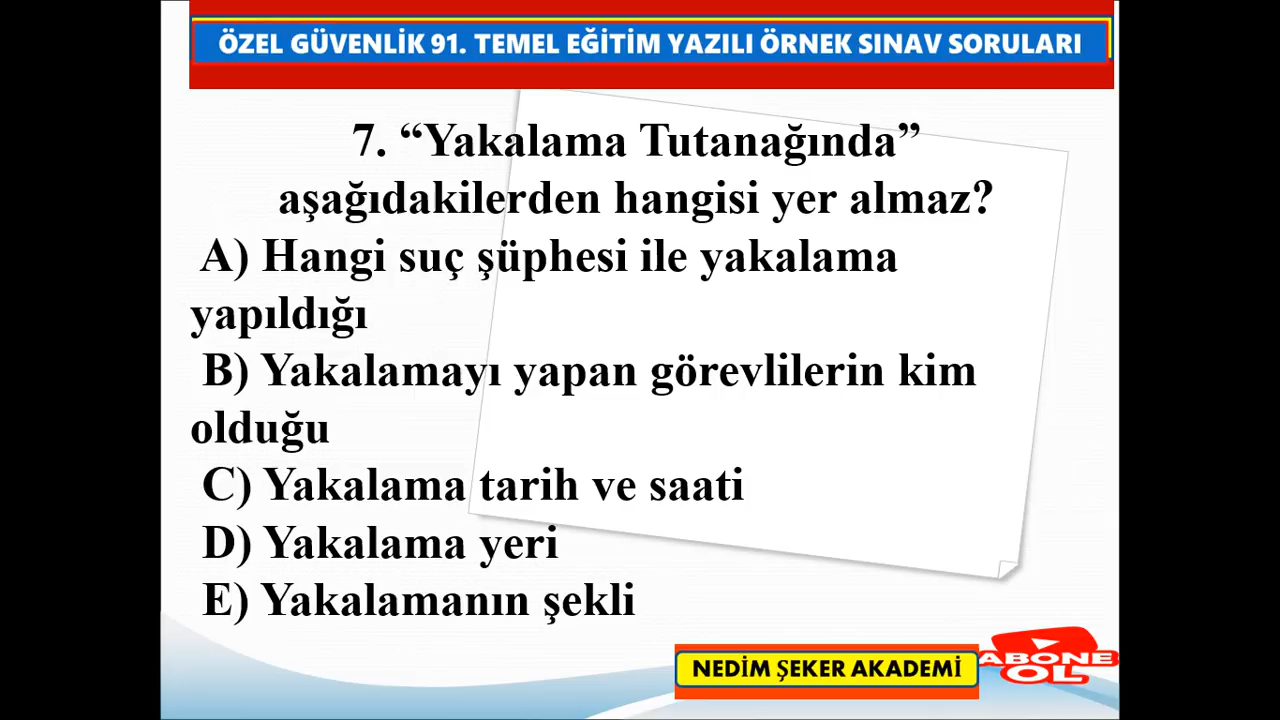 ÖZEL GÜVENLİK 91. TEMEL EĞİTİM YAZILI ÖRNEK SINAV SORULARI
7. “Yakalama Tutanağında”
aşağıdakilerden hangisi yer almaz?
A) Hangi suç şüphesi ile yakalama
yapıldığı
B) Yakalamayı yapan görevlilerin kim
olduğu
C) Yakalama tarih ve saati
D) Yakalama yeri
E) Yakalamanın şekli
NEDİM ŞEKER AKADEMİ
ABONE
OL